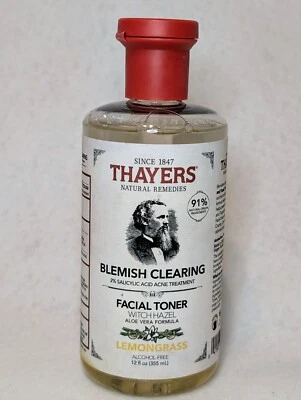 SINCE 1847
THAYERS
NATURAL REMEDIES
91%
BLEMISH CLEARING
2% SALICYLIC ACID ACNE TREATMENT
FACIAL TONER
WITCH HAZEL
ALOE VERA FORMULA
LEMONGRASS
ALCOHOL-FREE
12 fl oz (355 mL)